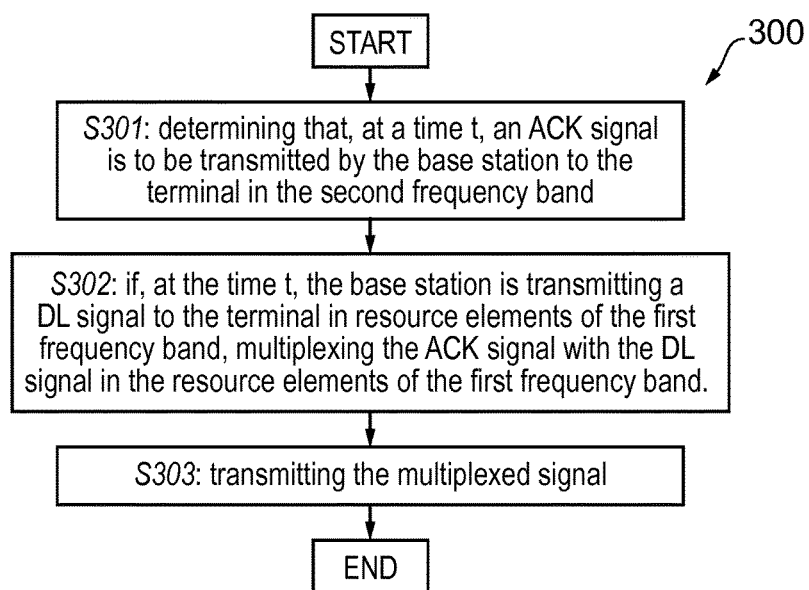 START
300
S301: determining that, at a time t, an ACK signal
is to be transmitted by the base station to the
terminal in the second frequency band
S302: if, at the time t, the base station is transmitting a
DL signal to the terminal in resource elements of the first
frequency band, multiplexing the ACK signal with the DL
signal in the resource elements of the first frequency band.
S303: transmitting the multiplexed signal
END